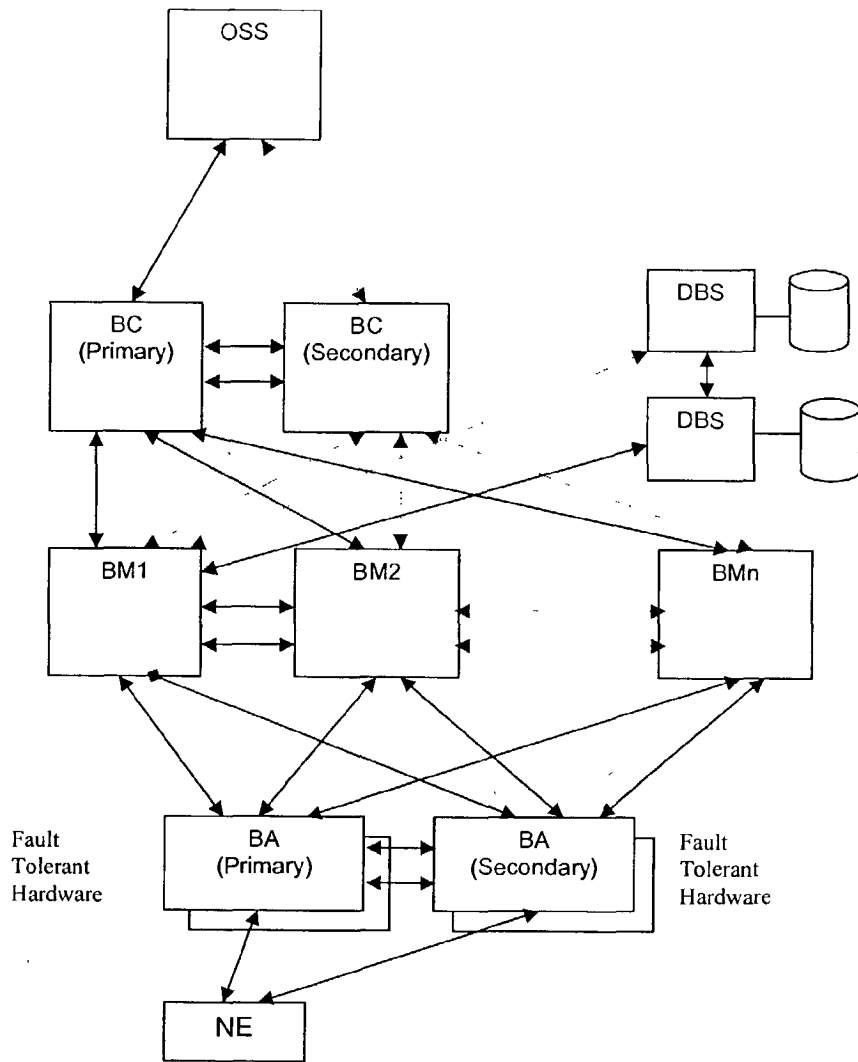 OSS
BC
(Primary)
BC
(Secondary)
DBS
DBS
BM1
BM2
BMn
Fault
Tolerant
Hardware
BA
(Primary)
BA
(Secondary)
Fault
Tolerant
Hardware
NE